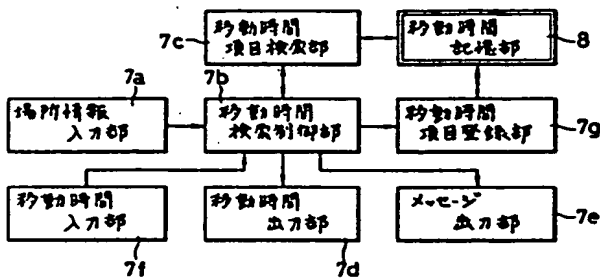 7c
移動時間
項目検索部
移動時間
記憶部
8
7a
場所情報
入力部
7b
移動時間
検索制御部
移動時間
項目登録部
7g
移動時間
入力部
7f
移動時間
出力部
7d
メッセージ
出力部
7e